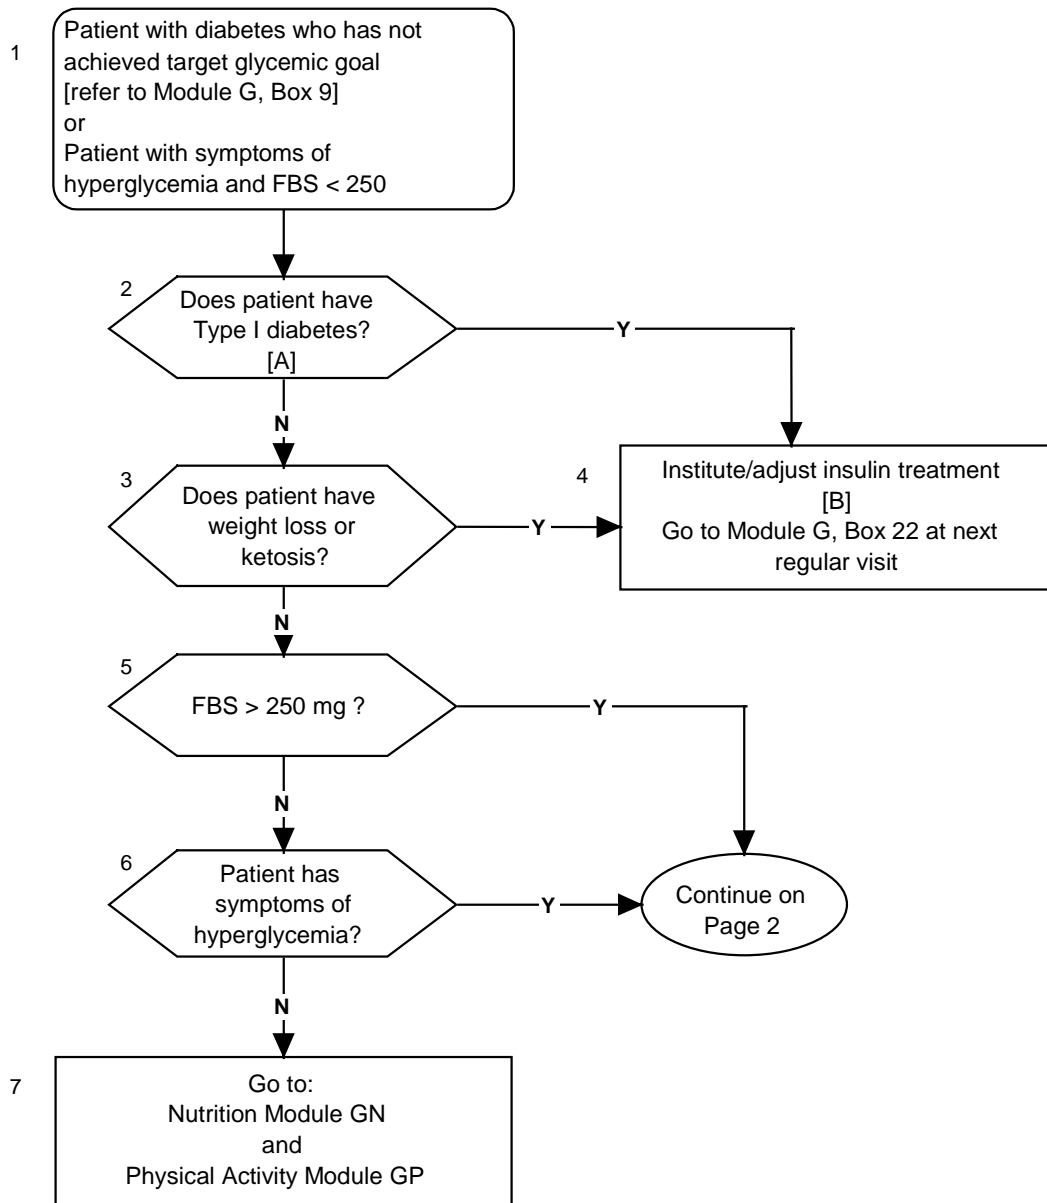 1
Patient with diabetes who has not
achieved target glycemic goal
[refer to Module G, Box 9]
or
Patient with symptoms of
hyperglycemia and FBS < 250
2
Does patient have
Type I diabetes?
[A]
Y
N
3
Does patient have
weight loss or
ketosis?
Y
4
Institute/adjust insulin treatment
[B]
Go to Module G, Box 22 at next
regular visit
N
5
FBS > 250 mg ?
Y
N
6
Patient has
symptoms of
hyperglycemia?
Y
Continue on
Page 2
N
7
Go to:
Nutrition Module GN
and
Physical Activity Module GP